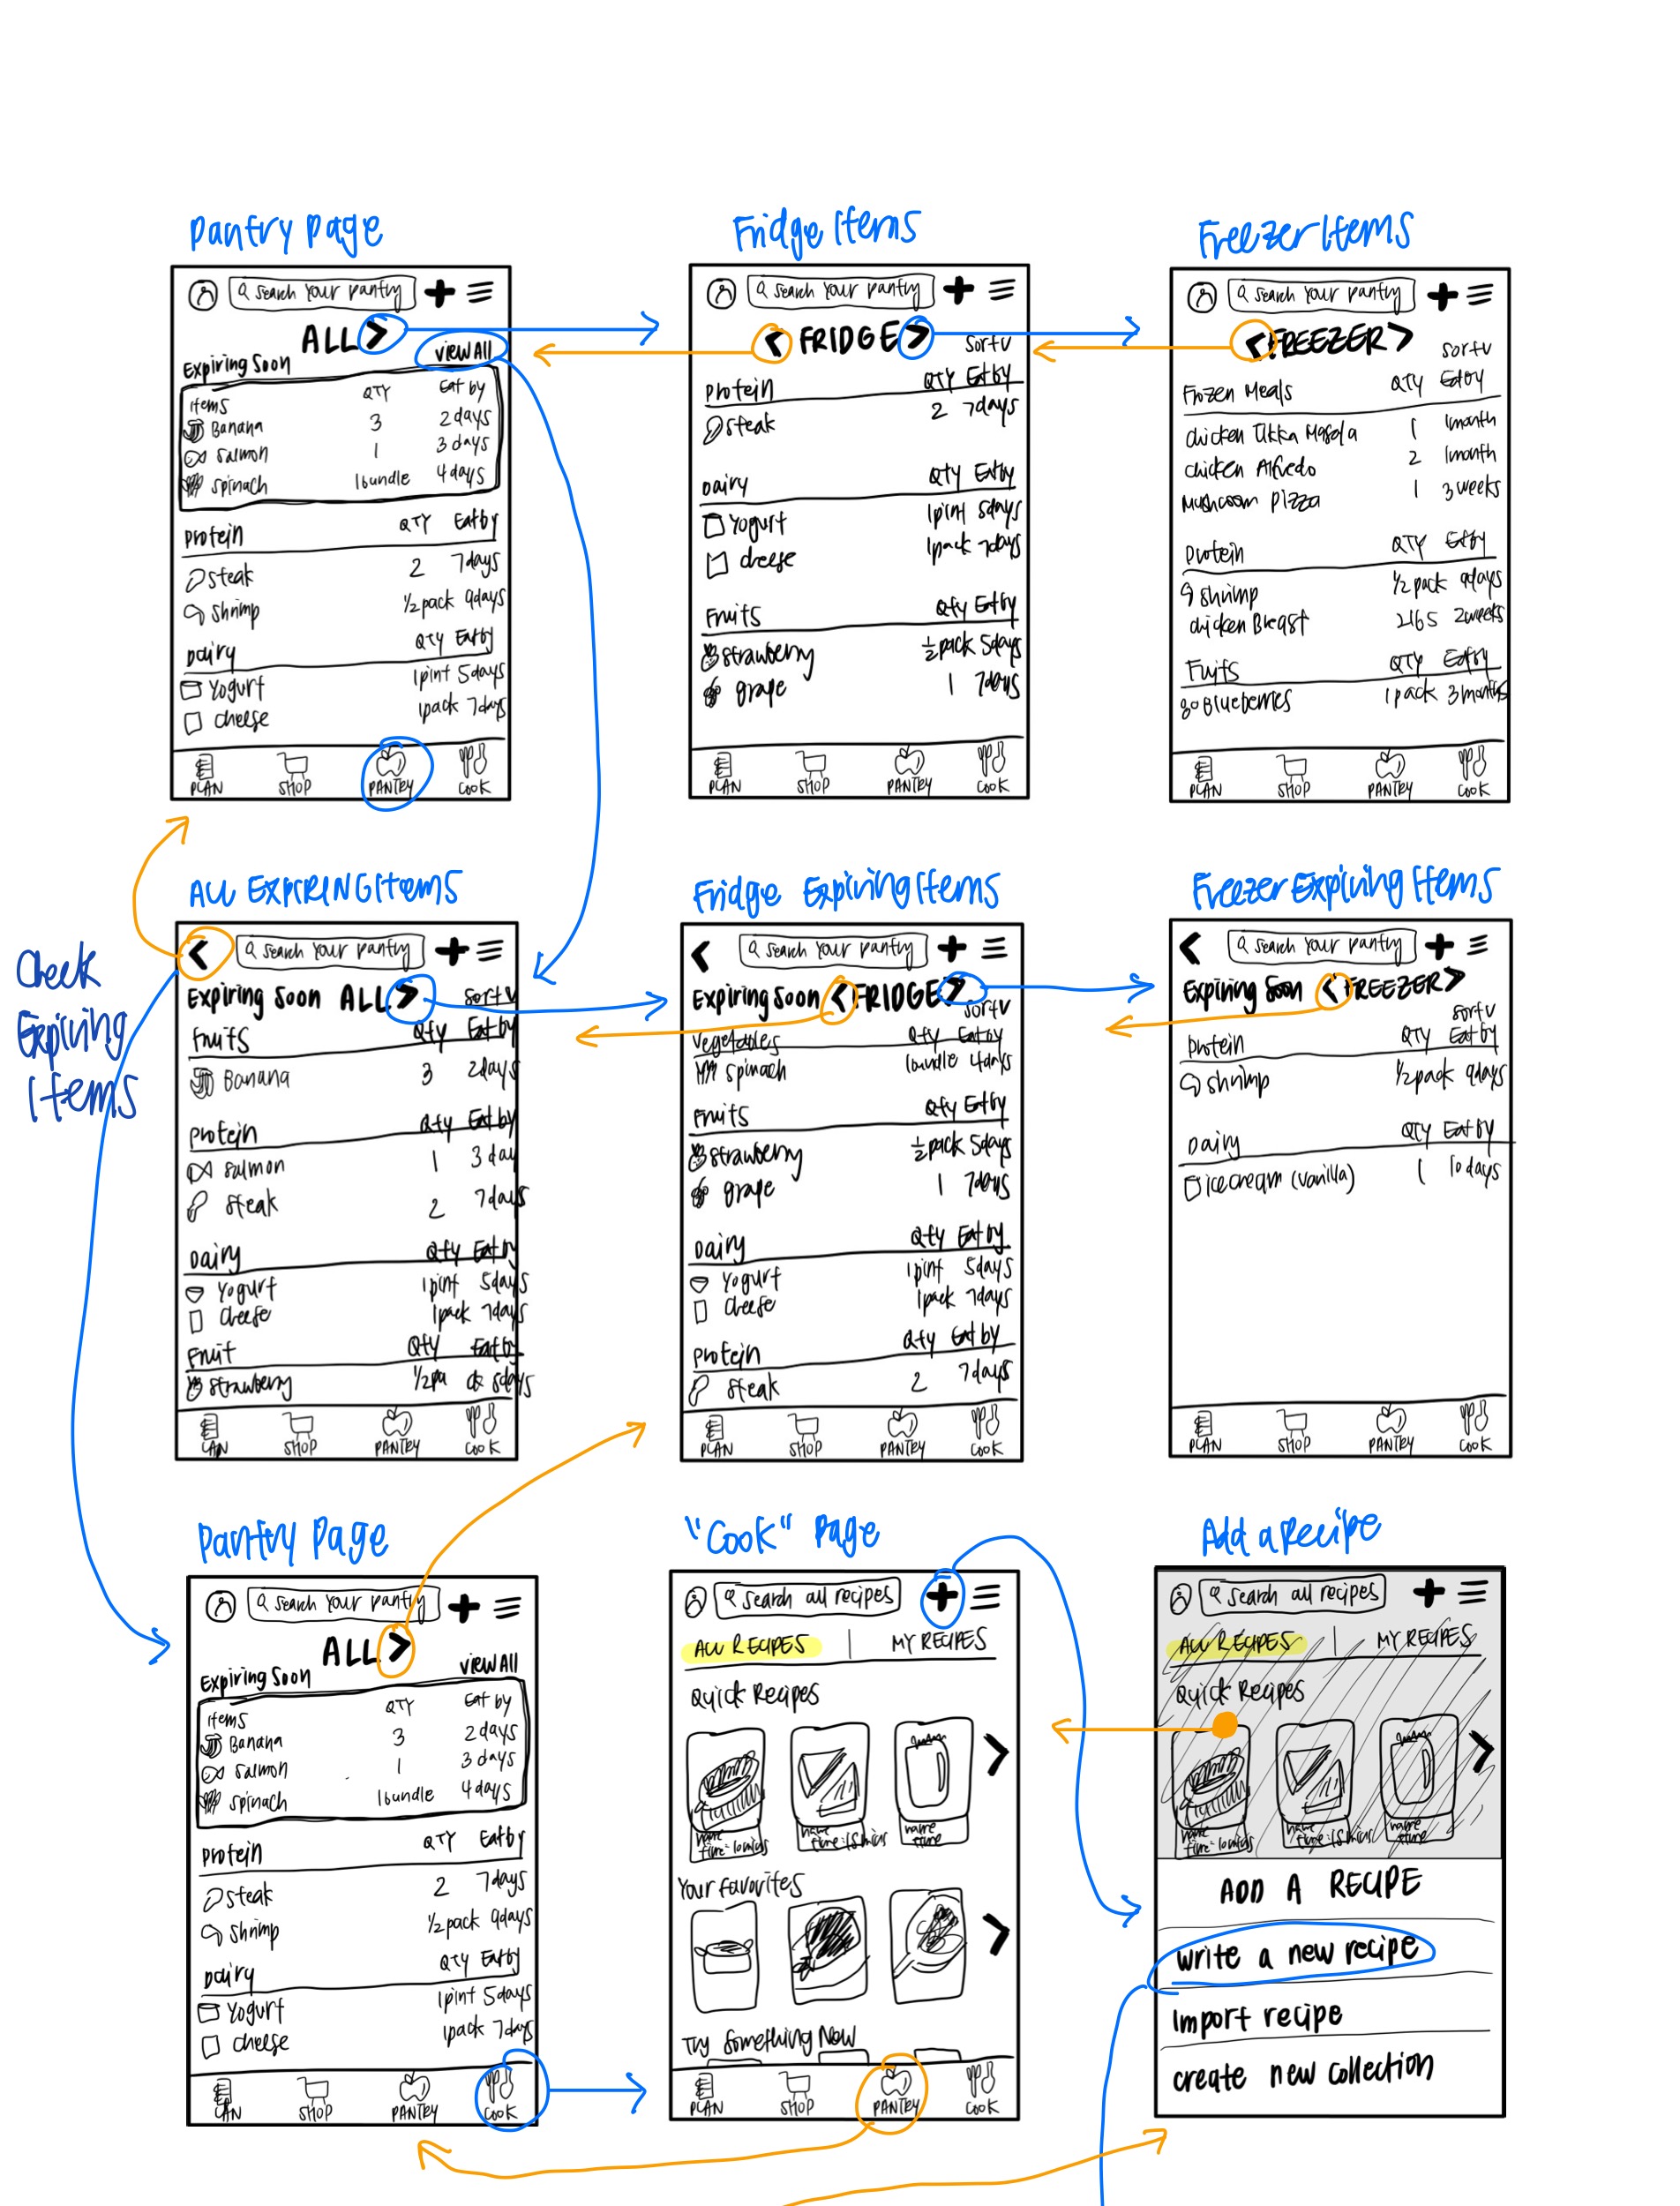 Pantry Page
Search your pantry
ALL >
View All
Expiring Soon
Items QTY Eat by
Banana 3 2 days
Salmon 1 3 days
Spinach 1 bundle 4 days
Protein QTY Eat by
steak 2 7 days
shrimp 1/2 pack 9 days
Dairy QTY Eat by
Yogurt 1 pint 5 days
cheese 1 pack 7 days
PLAN SHOP PANTRY COOK
Fridge Items
Search your pantry
< FRIDGE >
Sort v
Protein QTY Eat by
steak 2 7 days
Dairy QTY Eat by
Yogurt 1 pint 5 days
cheese 1 pack 7 days
Fruits Qty Eat by
strawberry 1/2 pack 5 days
grape 1 7 days
PLAN SHOP PANTRY COOK
Freezer Items
Search your pantry
< FREEZER >
Sort v
Frozen Meals QTY Eat by
chicken Tikka Masala 1 1 month
chicken Alfredo 2 1 month
Mushroom Pizza 1 3 weeks
Protein QTY Eat by
shrimp 1/2 pack 9 days
chicken Breast 2 lbs 2 weeks
Fruits QTY Eat by
Blueberries 1 pack 3 months
PLAN SHOP PANTRY COOK
Check
Expiring
Items
All EXPIRING Items
Search your pantry
Expiring Soon ALL >
Sort v
Fruits Qty Eat by
Banana 3 2 days
Protein Qty Eat by
salmon 1 3 day
steak 2 7 days
Dairy Qty Eat by
Yogurt 1 pint 5 days
cheese 1 pack 7 days
Fruit Qty Eat by
strawberry 1/2 pa ck 5 days
SHOP PANTRY COOK
Fridge Expiring Items
Search your pantry
Expiring Soon < FRIDGE >
Sort v
Vegetables Qty Eat by
spinach 1 bundle 4 days
Fruits Qty Eat by
strawberry 1/2 pack 5 days
grape 1 7 days
Dairy Qty Eat by
Yogurt 1 pint 5 days
cheese 1 pack 7 days
Protein Qty Eat by
steak 2 7 days
PLAN SHOP PANTRY COOK
Freezer Expiring Items
Search your pantry
Expiring Soon < FREEZER >
Sort v
Protein QTY Eat by
shrimp 1/2 pack 9 days
Dairy QTY Eat by
ice cream (vanilla) 1 10 days
PLAN SHOP PANTRY COOK
Pantry Page
Search your pantry
ALL >
View All
Expiring Soon
Items QTY Eat by
Banana 3 2 days
Salmon 1 3 days
Spinach 1 bundle 4 days
Protein QTY Eat by
steak 2 7 days
shrimp 1/2 pack 9 days
Dairy QTY Eat by
Yogurt 1 pint 5 days
cheese 1 pack 7 days
SHOP PANTRY COOK
"Cook" Page
Search all recipes
ALL RECIPES | MY RECIPES
Quick Recipes
name name name
time: 10 mins time: 15 mins time
Your favorites
Try Something New
PLAN SHOP PANTRY COOK
Add a Recipe
Search all recipes
ALL RECIPES | MY RECIPES
Quick Recipes
name name name
time: 10 mins time: 15 mins time
ADD A RECIPE
write a new recipe
Import recipe
create new collection